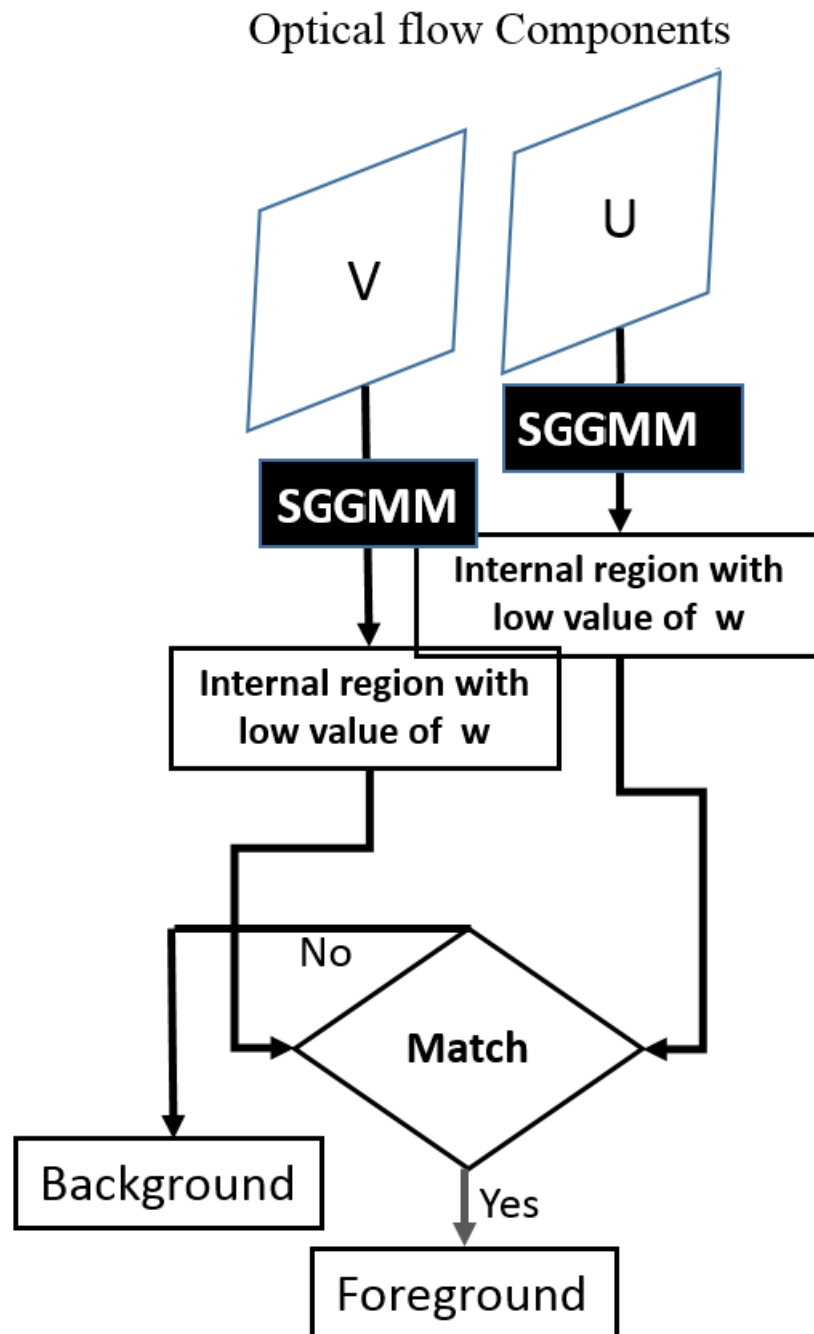 Optical flow Components
V
U
SGGMM
SGGMM
Internal region with
low value of w
Internal region with
low value of w
No
Match
Background
Yes
Foreground